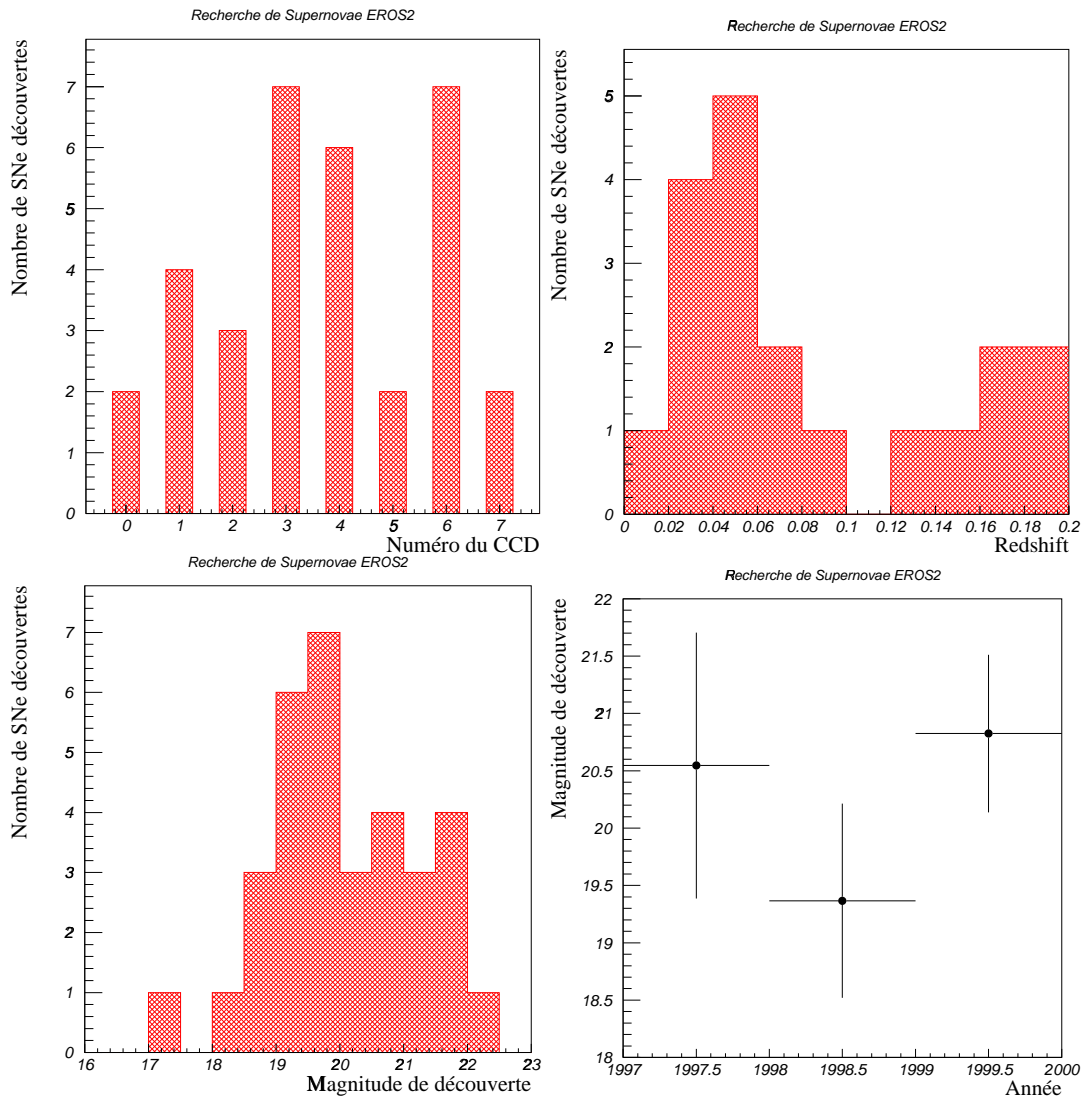 Recherche de Supernovae EROS2
Nombre de SNe découvertes
7
6
5
4
3
2
1
0
0 1 2 3 4 5 6 7
Numéro du CCD
Recherche de Supernovae EROS2
Nombre de SNe découvertes
5
4
3
2
1
0
0 0.02 0.04 0.06 0.08 0.1 0.12 0.14 0.16 0.18 0.2
Redshift
Recherche de Supernovae EROS2
Nombre de SNe découvertes
7
6
5
4
3
2
1
0
16 17 18 19 20 21 22 23
Magnitude de découverte
Recherche de Supernovae EROS2
Magnitude de découverte
22
21.5
21
20.5
20
19.5
19
18.5
18
1997 1997.5 1998 1998.5 1999 1999.5 2000
Année